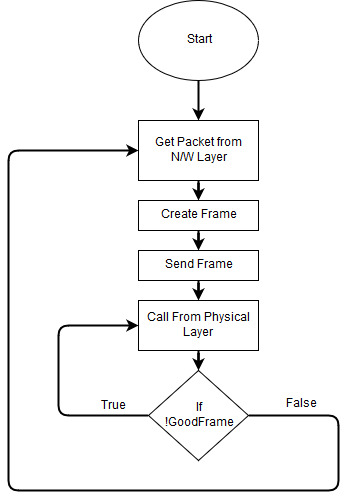 Start
Get Packet from
N/W Layer
Create Frame
Send Frame
Call From Physical
Layer
If
!GoodFrame
True
False